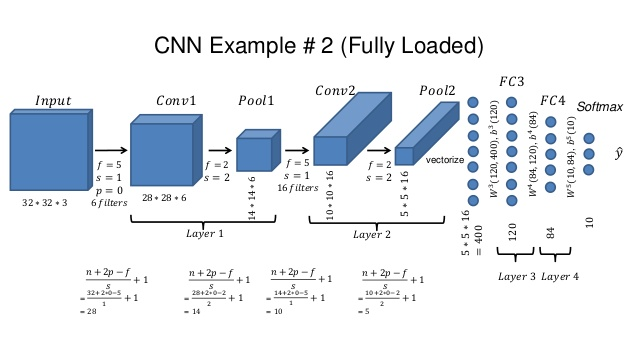 CNN Example # 2 (Fully Loaded)
Input
Conv1
Pool1
Conv2
Pool2
FC3
FC4
Softmax
f = 5
s = 1
p = 0
6 filters
f = 2
s = 2
f = 5
s = 1
16 filters
f = 2
s = 2
vectorize
32 * 32 * 3
28 * 28 * 6
14 * 14 * 6
10 * 10 * 16
5 * 5 * 16
5 * 5 * 16
= 400
W³(120, 400), b³(120)
120
W⁴(84, 120), b⁴(84)
84
W⁵(10, 84), b⁵(10)
10
ŷ
Layer 1
Layer 2
Layer 3
Layer 4
(n + 2p − f)/s + 1
= (32+2∗0−5)/1 + 1
= 28
(n + 2p − f)/s + 1
= (28+2∗0−2)/2 + 1
= 14
(n + 2p − f)/s + 1
= (14+2∗0−5)/1 + 1
= 10
(n + 2p − f)/s + 1
= (10+2∗0−2)/2 + 1
= 5